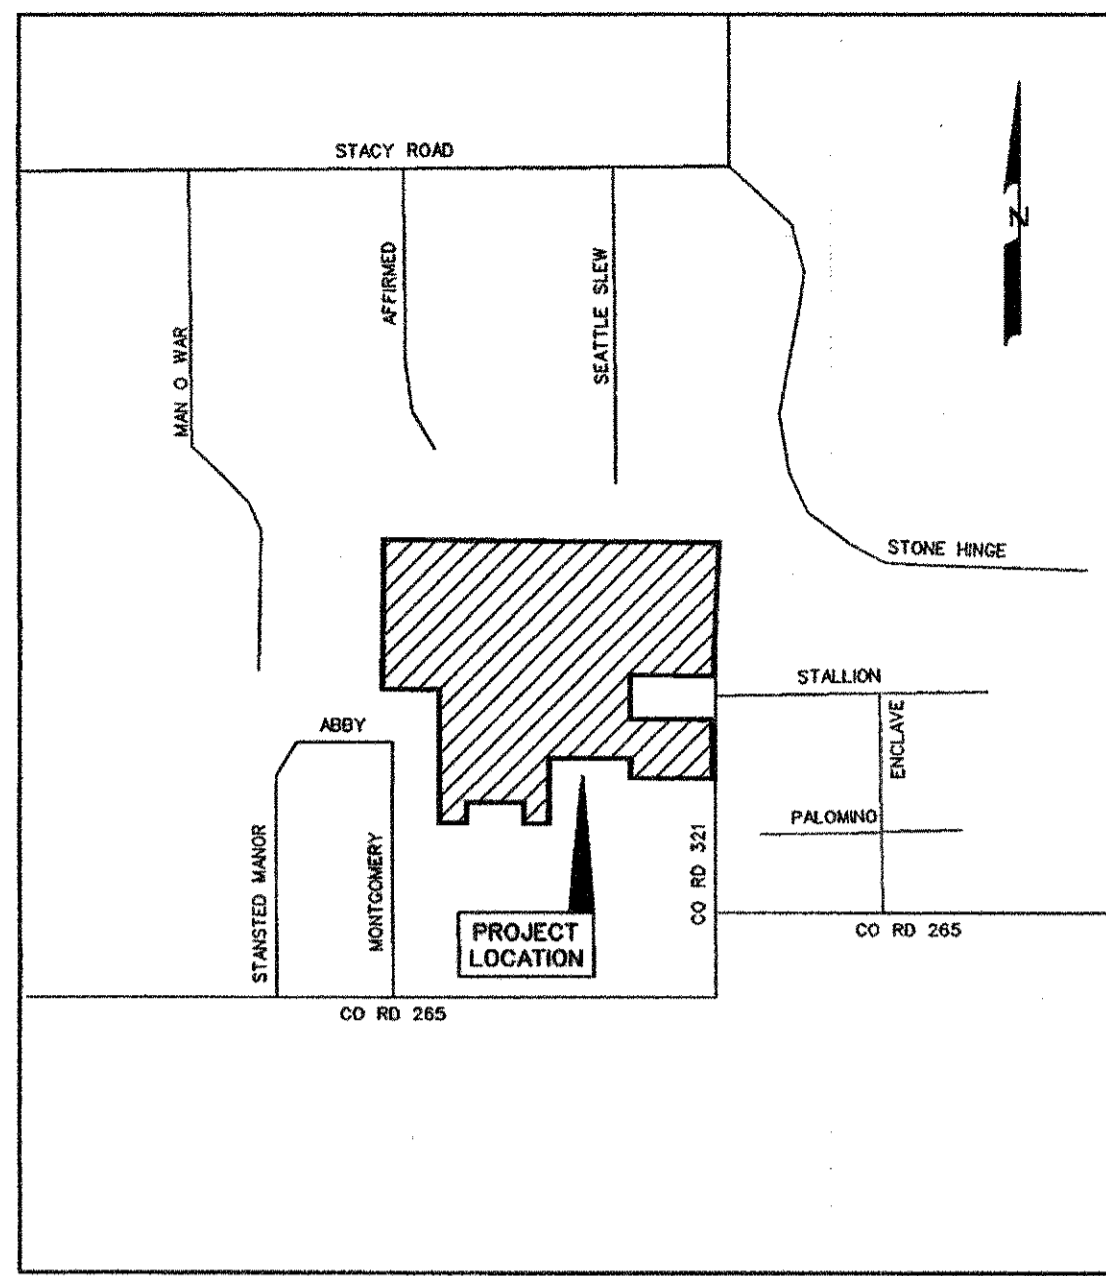 STACY ROAD
N
AFFIRMED
SEATTLE SLEW
MAN O WAR
STONE HINGE
STALLION
ABBY
ENCLAVE
PALOMINO
STANSTED MANOR
MONTGOMERY
CO RD 321
PROJECT
LOCATION
CO RD 265
CO RD 265